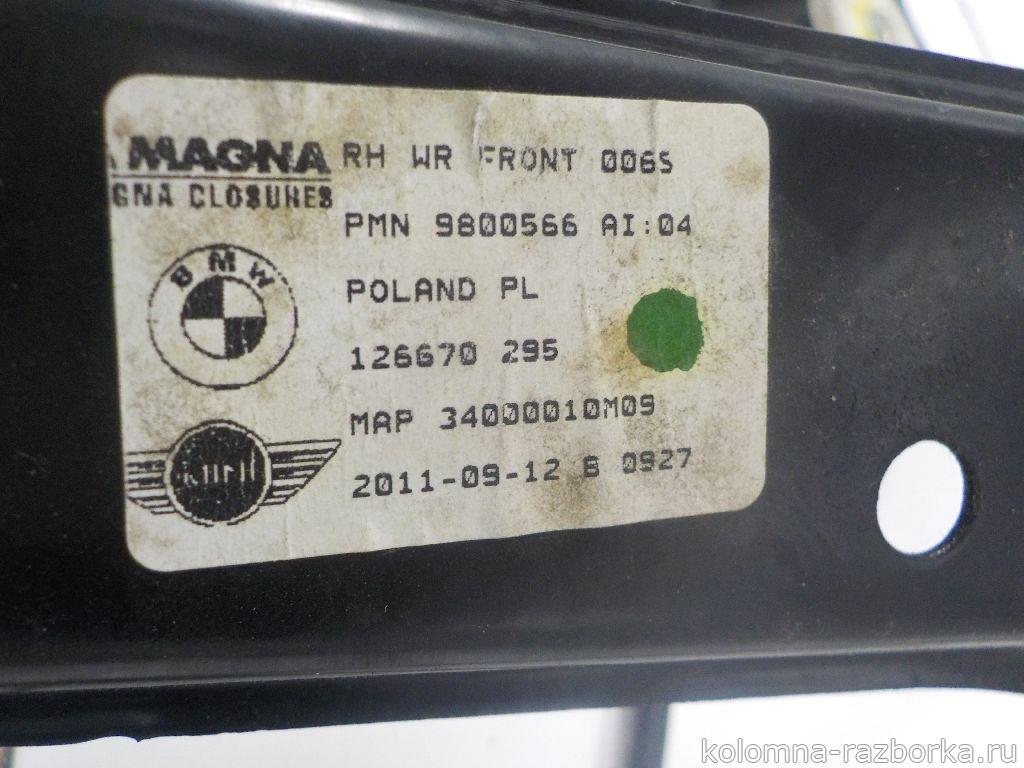 MAGNA
GNA CLOSURES
RH WR FRONT 006S
PMN 9800566 AI:04
POLAND PL
126670 295
MAP 34000010M09
2011-09-12 B 0927
BMW
MINI
kolomna-razborka.ru